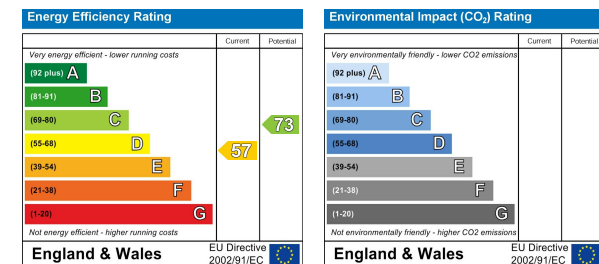 Energy Efficiency Rating
Current Potential
Very energy efficient - lower running costs
(92 plus) A
(81-91) B
(69-80) C
73
(55-68) D
57
(39-54) E
(21-38) F
(1-20) G
Not energy efficient - higher running costs
England & Wales
EU Directive
2002/91/EC
Environmental Impact (CO₂) Rating
Current Potential
Very environmentally friendly - lower CO2 emissions
(92 plus) A
(81-91) B
(69-80) C
(55-68) D
(39-54) E
(21-38) F
(1-20) G
Not environmentally friendly - higher CO2 emissions
England & Wales
EU Directive
2002/91/EC